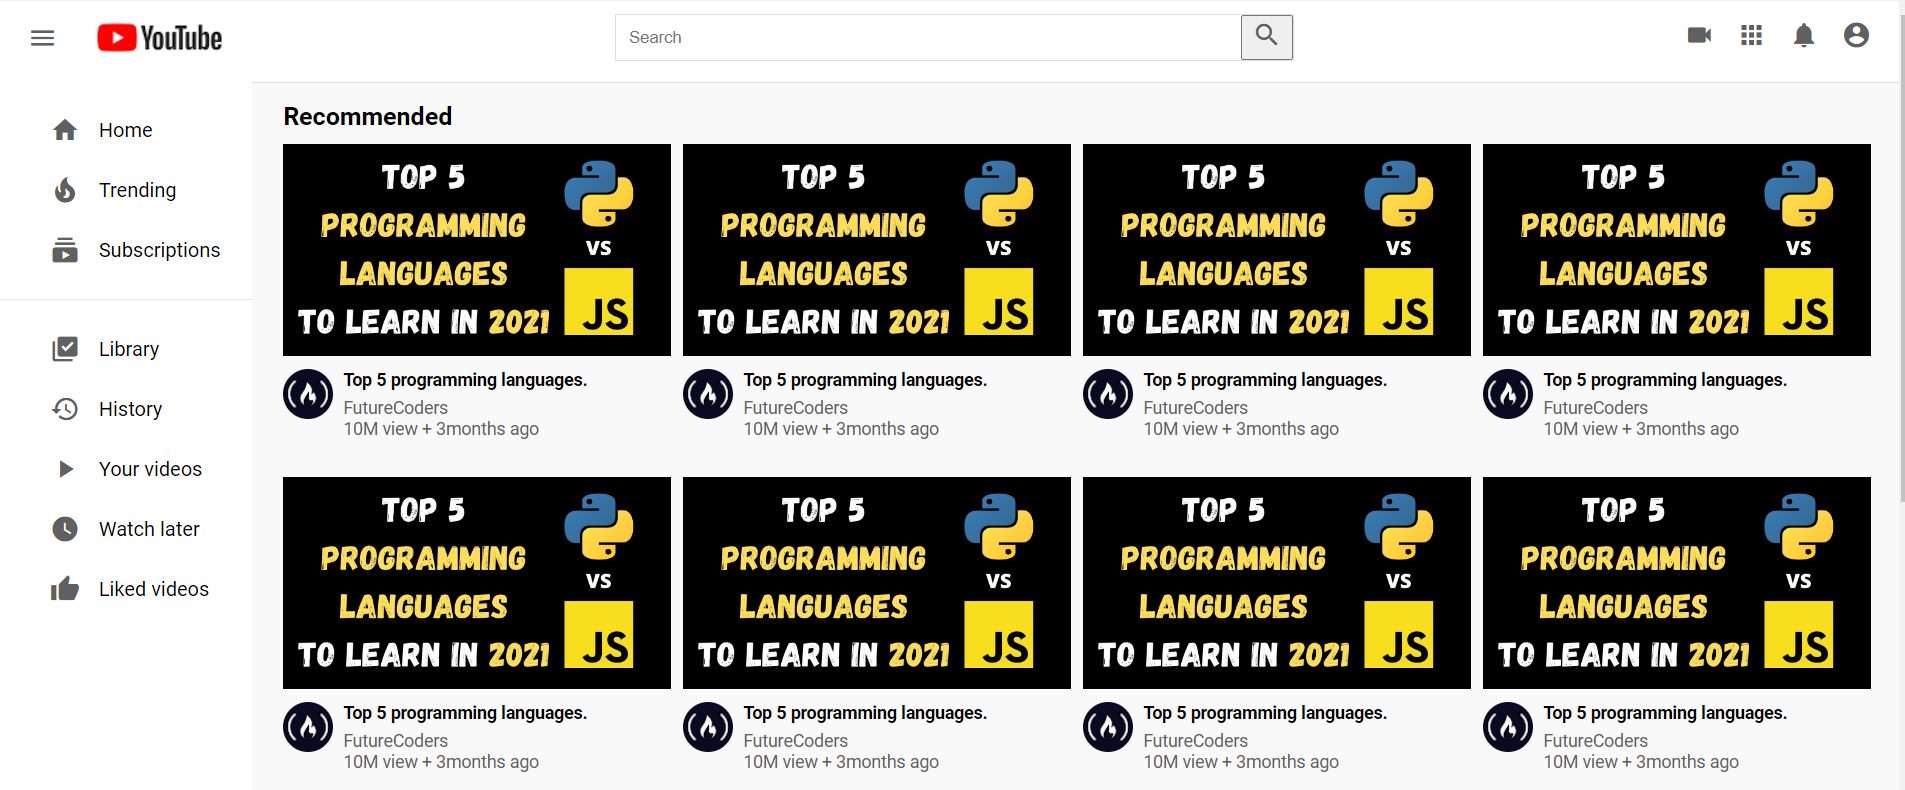 YouTube
Search
Home
Trending
Subscriptions
Library
History
Your videos
Watch later
Liked videos
Recommended
TOP 5
PROGRAMMING
LANGUAGES
TO LEARN IN 2021
VS
JS
Top 5 programming languages.
FutureCoders
10M view + 3months ago
TOP 5
PROGRAMMING
LANGUAGES
TO LEARN IN 2021
VS
JS
Top 5 programming languages.
FutureCoders
10M view + 3months ago
TOP 5
PROGRAMMING
LANGUAGES
TO LEARN IN 2021
VS
JS
Top 5 programming languages.
FutureCoders
10M view + 3months ago
TOP 5
PROGRAMMING
LANGUAGES
TO LEARN IN 2021
VS
JS
Top 5 programming languages.
FutureCoders
10M view + 3months ago
TOP 5
PROGRAMMING
LANGUAGES
TO LEARN IN 2021
VS
JS
Top 5 programming languages.
FutureCoders
10M view + 3months ago
TOP 5
PROGRAMMING
LANGUAGES
TO LEARN IN 2021
VS
JS
Top 5 programming languages.
FutureCoders
10M view + 3months ago
TOP 5
PROGRAMMING
LANGUAGES
TO LEARN IN 2021
VS
JS
Top 5 programming languages.
FutureCoders
10M view + 3months ago
TOP 5
PROGRAMMING
LANGUAGES
TO LEARN IN 2021
VS
JS
Top 5 programming languages.
FutureCoders
10M view + 3months ago